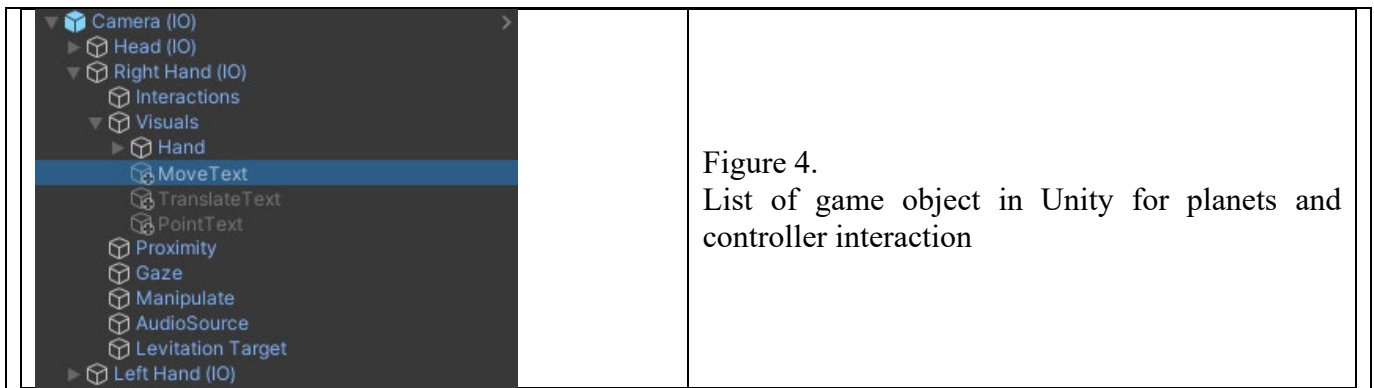 Camera (IO)
Head (IO)
Right Hand (IO)
Interactions
Visuals
Hand
MoveText
TranslateText
PointText
Proximity
Gaze
Manipulate
AudioSource
Levitation Target
Left Hand (IO)
Figure 4.
List of game object in Unity for planets and
controller interaction